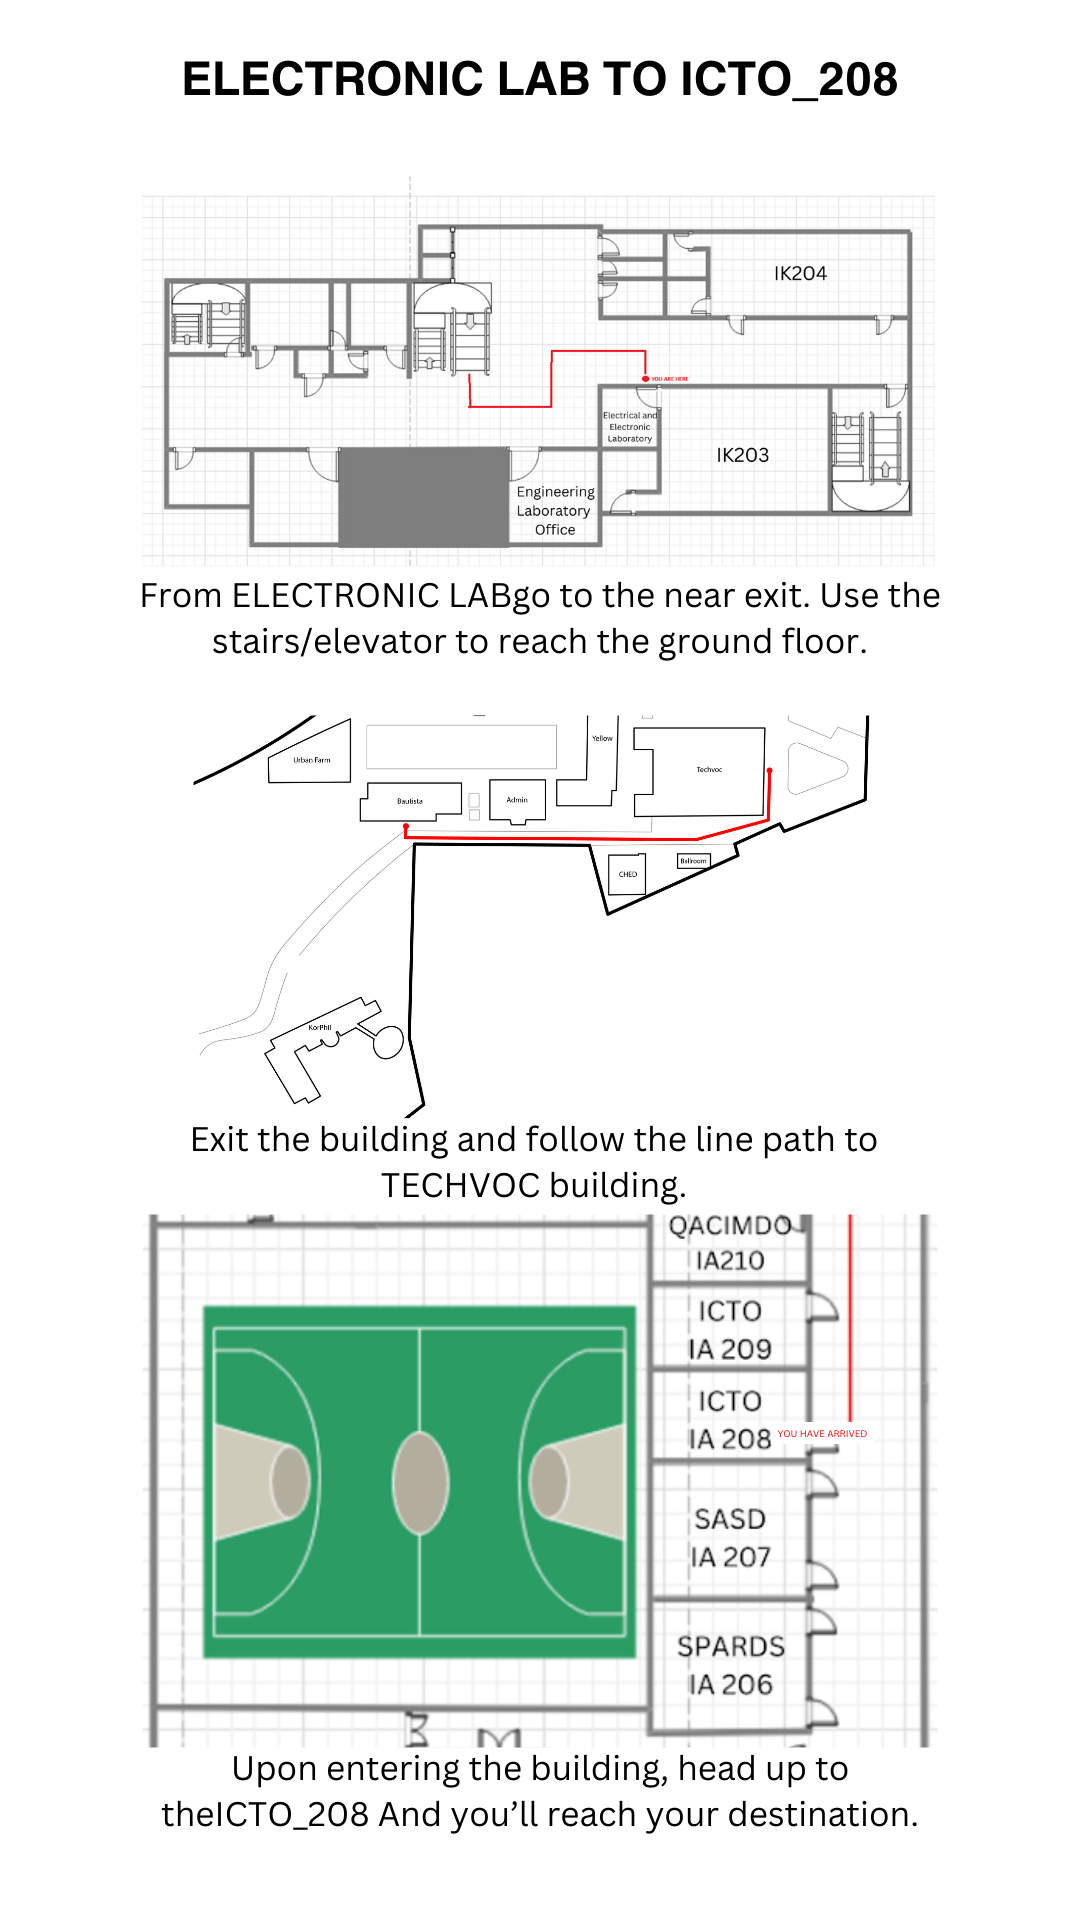 ELECTRONIC LAB TO ICTO_208
IK204
YOU ARE HERE
Electrical and
Electronic
Laboratory
IK203
Engineering
Laboratory
Office
From ELECTRONIC LABgo to the near exit. Use the
stairs/elevator to reach the ground floor.
Urban Farm
Yellow
Techvoc
Bautista
Admin
CHED
Ballroom
KorPhil
Exit the building and follow the line path to
TECHVOC building.
QACIMDO
IA210
ICTO
IA 209
ICTO
IA 208
YOU HAVE ARRIVED
SASD
IA 207
SPARDS
IA 206
Upon entering the building, head up to
theICTO_208 And you’ll reach your destination.